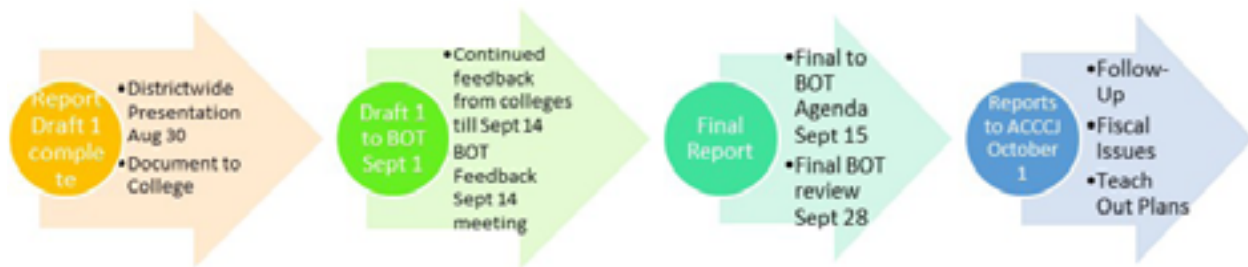 Report
Draft 1
comple
te
•Districtwide
Presentation
Aug 30
•Document to
College
Draft 1
to BOT
Sept 1
•Continued
feedback
from colleges
till Sept 14
•BOT
Feedback
Sept 14
meeting
Final
Report
•Final to
BOT
Agenda
Sept 15
•Final BOT
review
Sept 28
Reports
to ACCCJ
October
1
•Follow-
Up
•Fiscal
Issues
•Teach
Out Plans